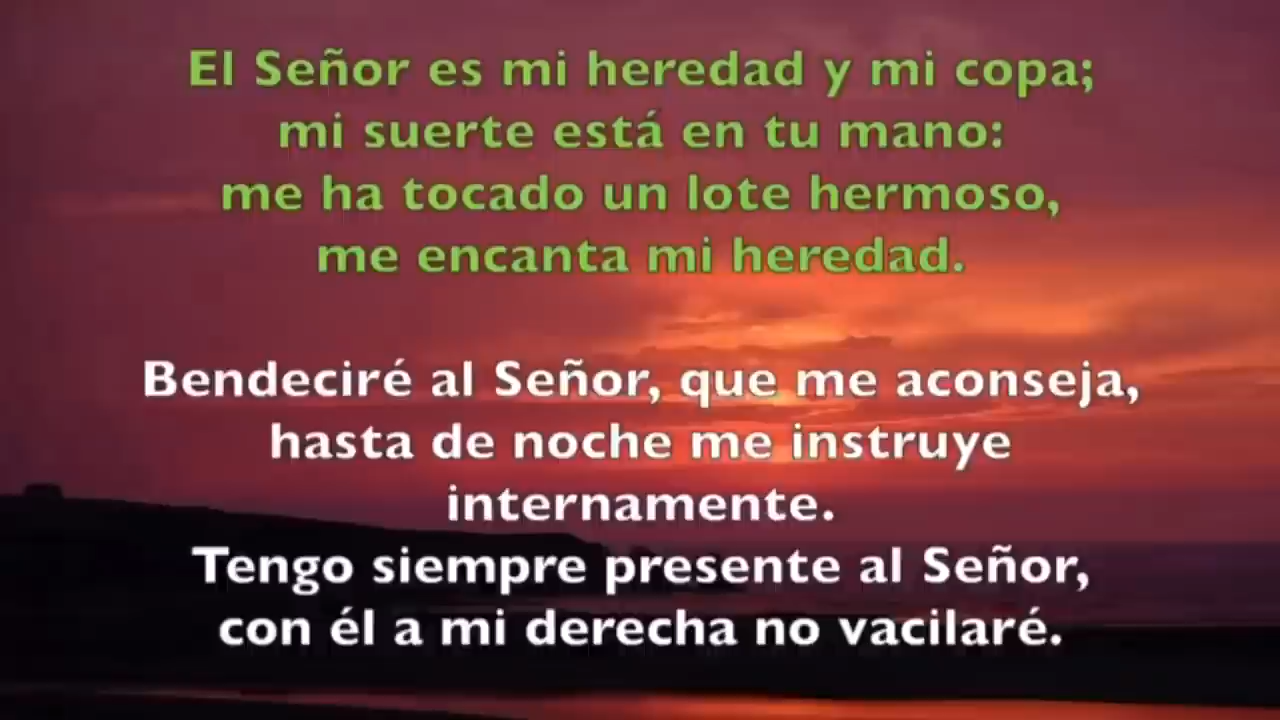 El Señor es mi heredad y mi copa;
mi suerte está en tu mano:
me ha tocado un lote hermoso,
me encanta mi heredad.
Bendeciré al Señor, que me aconseja,
hasta de noche me instruye
internamente.
Tengo siempre presente al Señor,
con él a mi derecha no vacilaré.